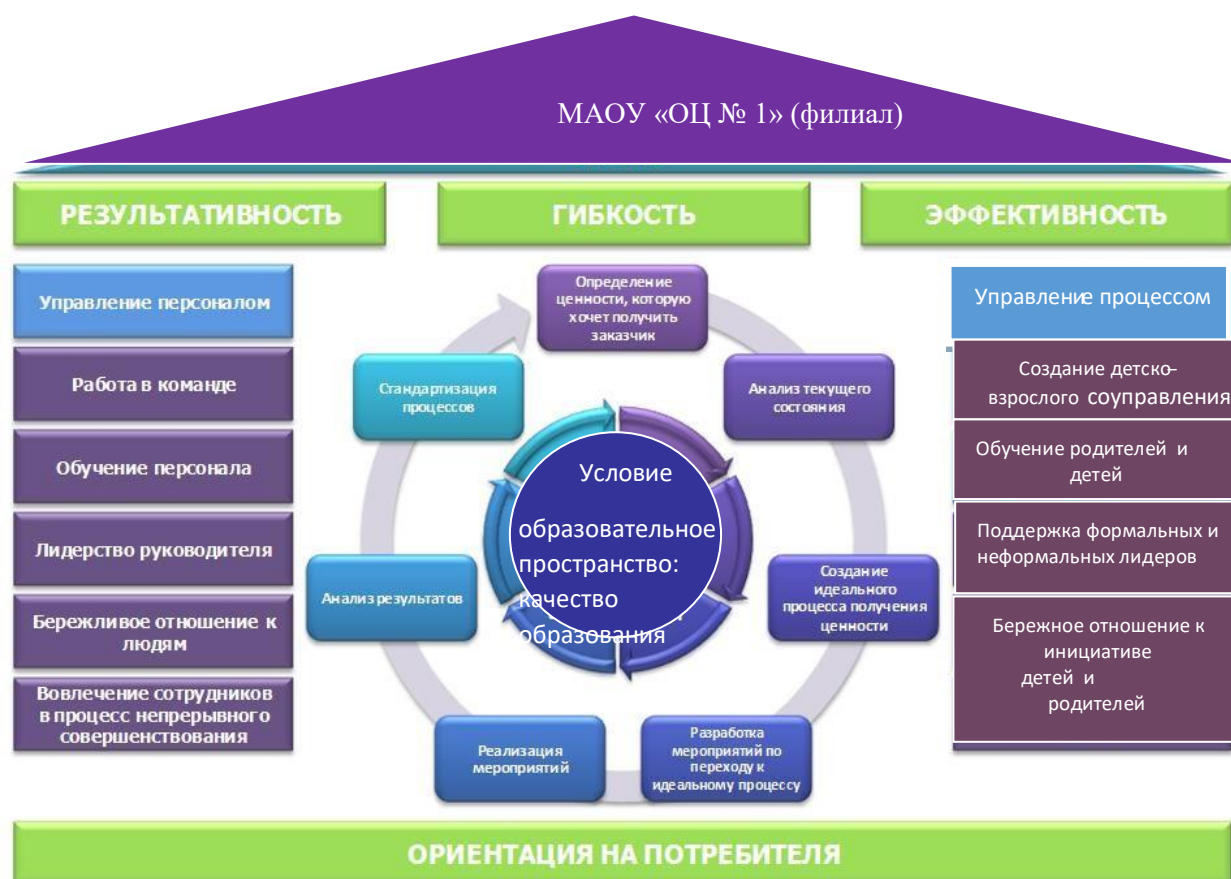 МАОУ «ОЦ № 1» (филиал)
РЕЗУЛЬТАТИВНОСТЬ
ГИБКОСТЬ
ЭФФЕКТИВНОСТЬ
Управление персоналом
Работа в команде
Обучение персонала
Лидерство руководителя
Бережливое отношение к
людям
Вовлечение сотрудников
в процесс непрерывного
совершенствования
Определение
ценности, которую
хочет получить
заказчик
Анализ текущего
состояния
Создание
идеального
процесса получения
ценности
Разработка
мероприятий по
переходу к
идеальному процессу
Реализация
мероприятий
Анализ результатов
Стандартизация
процессов
Условие
образовательное
пространство:
качество
образования
Управление процессом
Создание детско-
взрослого соуправления
Обучение родителей и
детей
Поддержка формальных и
неформальных лидеров
Бережное отношение к
инициативе
детей и
родителей
ОРИЕНТАЦИЯ НА ПОТРЕБИТЕЛЯ